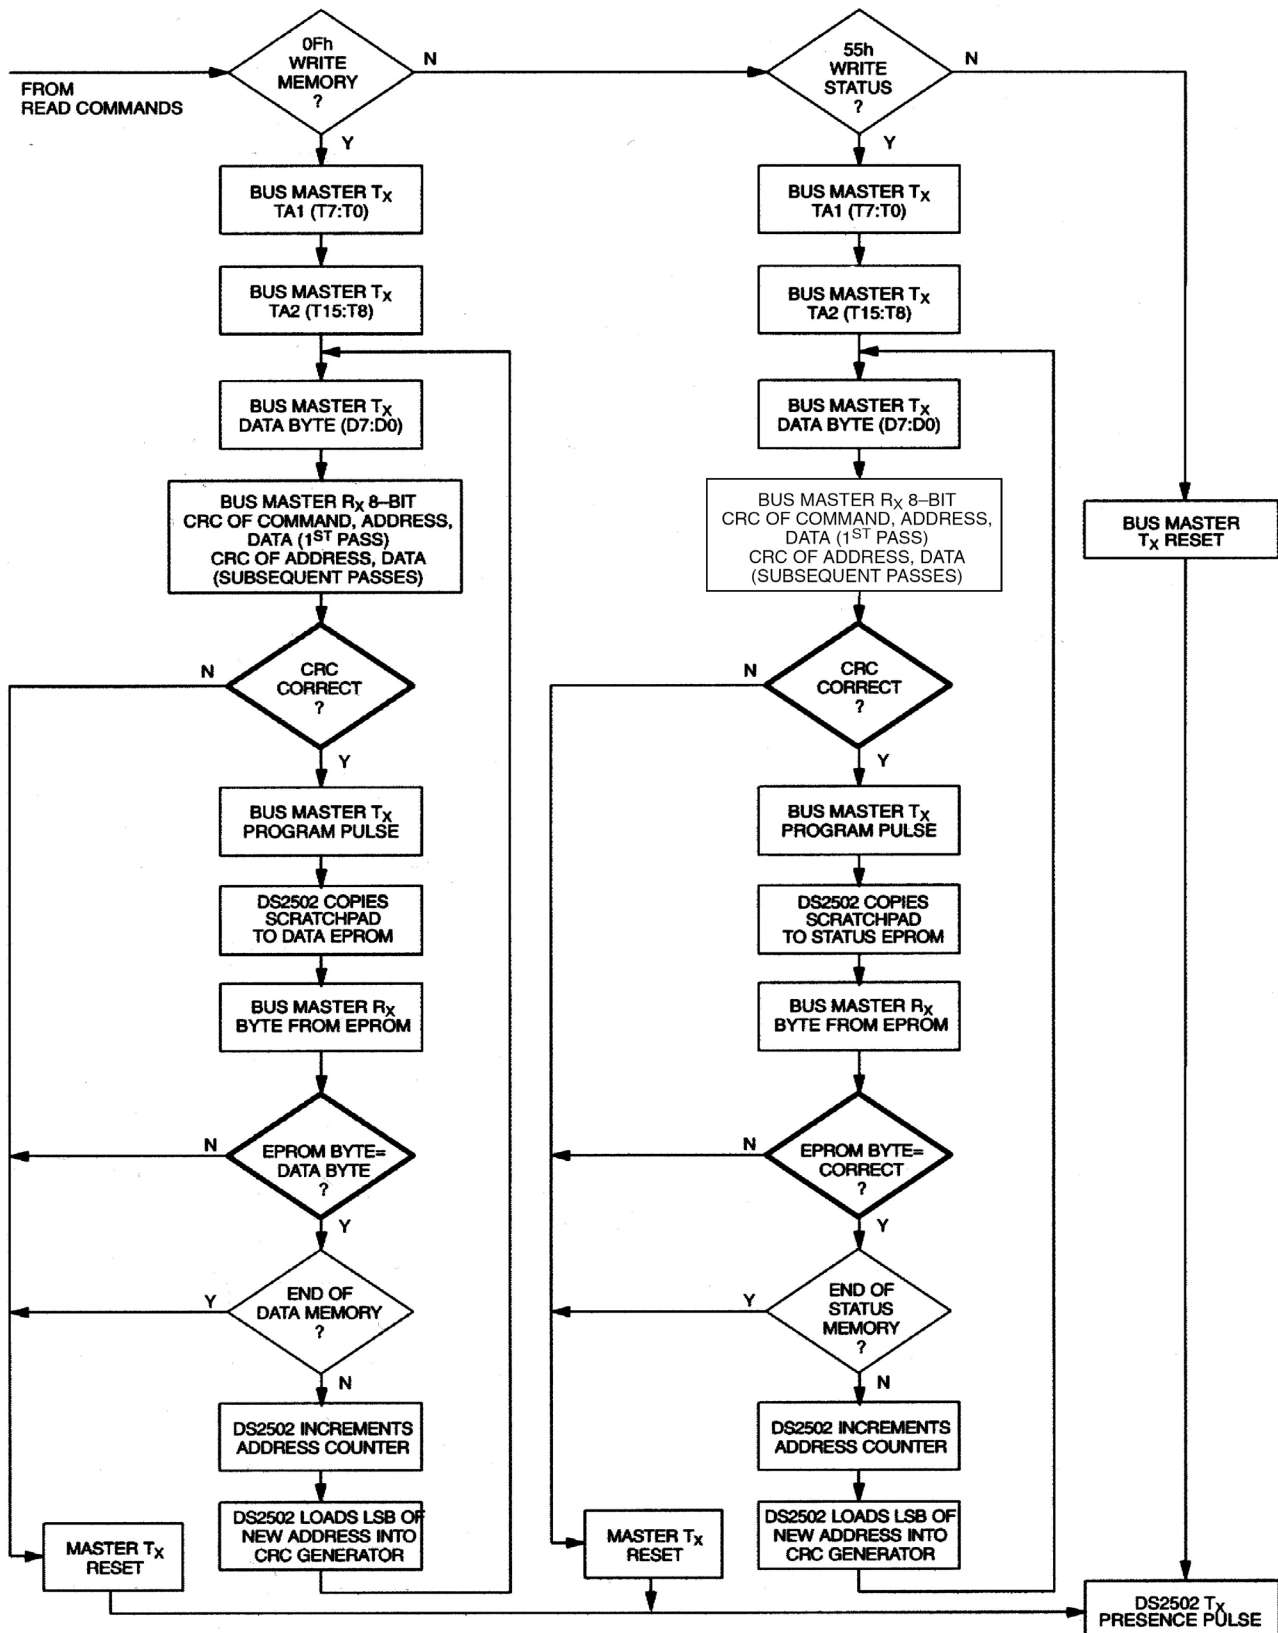 0Fh
WRITE
MEMORY
?
N
Y
FROM
READ COMMANDS
BUS MASTER TX
TA1 (T7:T0)
BUS MASTER TX
TA2 (T15:T8)
BUS MASTER TX
DATA BYTE (D7:D0)
BUS MASTER RX 8–BIT
CRC OF COMMAND, ADDRESS,
DATA (1ST PASS)
CRC OF ADDRESS, DATA
(SUBSEQUENT PASSES)
N
CRC
CORRECT
?
Y
BUS MASTER TX
PROGRAM PULSE
DS2502 COPIES
SCRATCHPAD
TO DATA EPROM
BUS MASTER RX
BYTE FROM EPROM
N
EPROM BYTE=
DATA BYTE
?
Y
Y
END OF
DATA MEMORY
?
N
DS2502 INCREMENTS
ADDRESS COUNTER
DS2502 LOADS LSB OF
NEW ADDRESS INTO
CRC GENERATOR
MASTER TX
RESET
55h
WRITE
STATUS
?
N
Y
BUS MASTER TX
TA1 (T7:T0)
BUS MASTER TX
TA2 (T15:T8)
BUS MASTER TX
DATA BYTE (D7:D0)
BUS MASTER RX 8–BIT
CRC OF COMMAND, ADDRESS,
DATA (1ST PASS)
CRC OF ADDRESS, DATA
(SUBSEQUENT PASSES)
N
CRC
CORRECT
?
Y
BUS MASTER TX
PROGRAM PULSE
DS2502 COPIES
SCRATCHPAD
TO STATUS EPROM
BUS MASTER RX
BYTE FROM EPROM
N
EPROM BYTE=
CORRECT
?
Y
Y
END OF
STATUS
MEMORY
?
N
DS2502 INCREMENTS
ADDRESS COUNTER
DS2502 LOADS LSB OF
NEW ADDRESS INTO
CRC GENERATOR
MASTER TX
RESET
BUS MASTER
TX RESET
DS2502 TX
PRESENCE PULSE